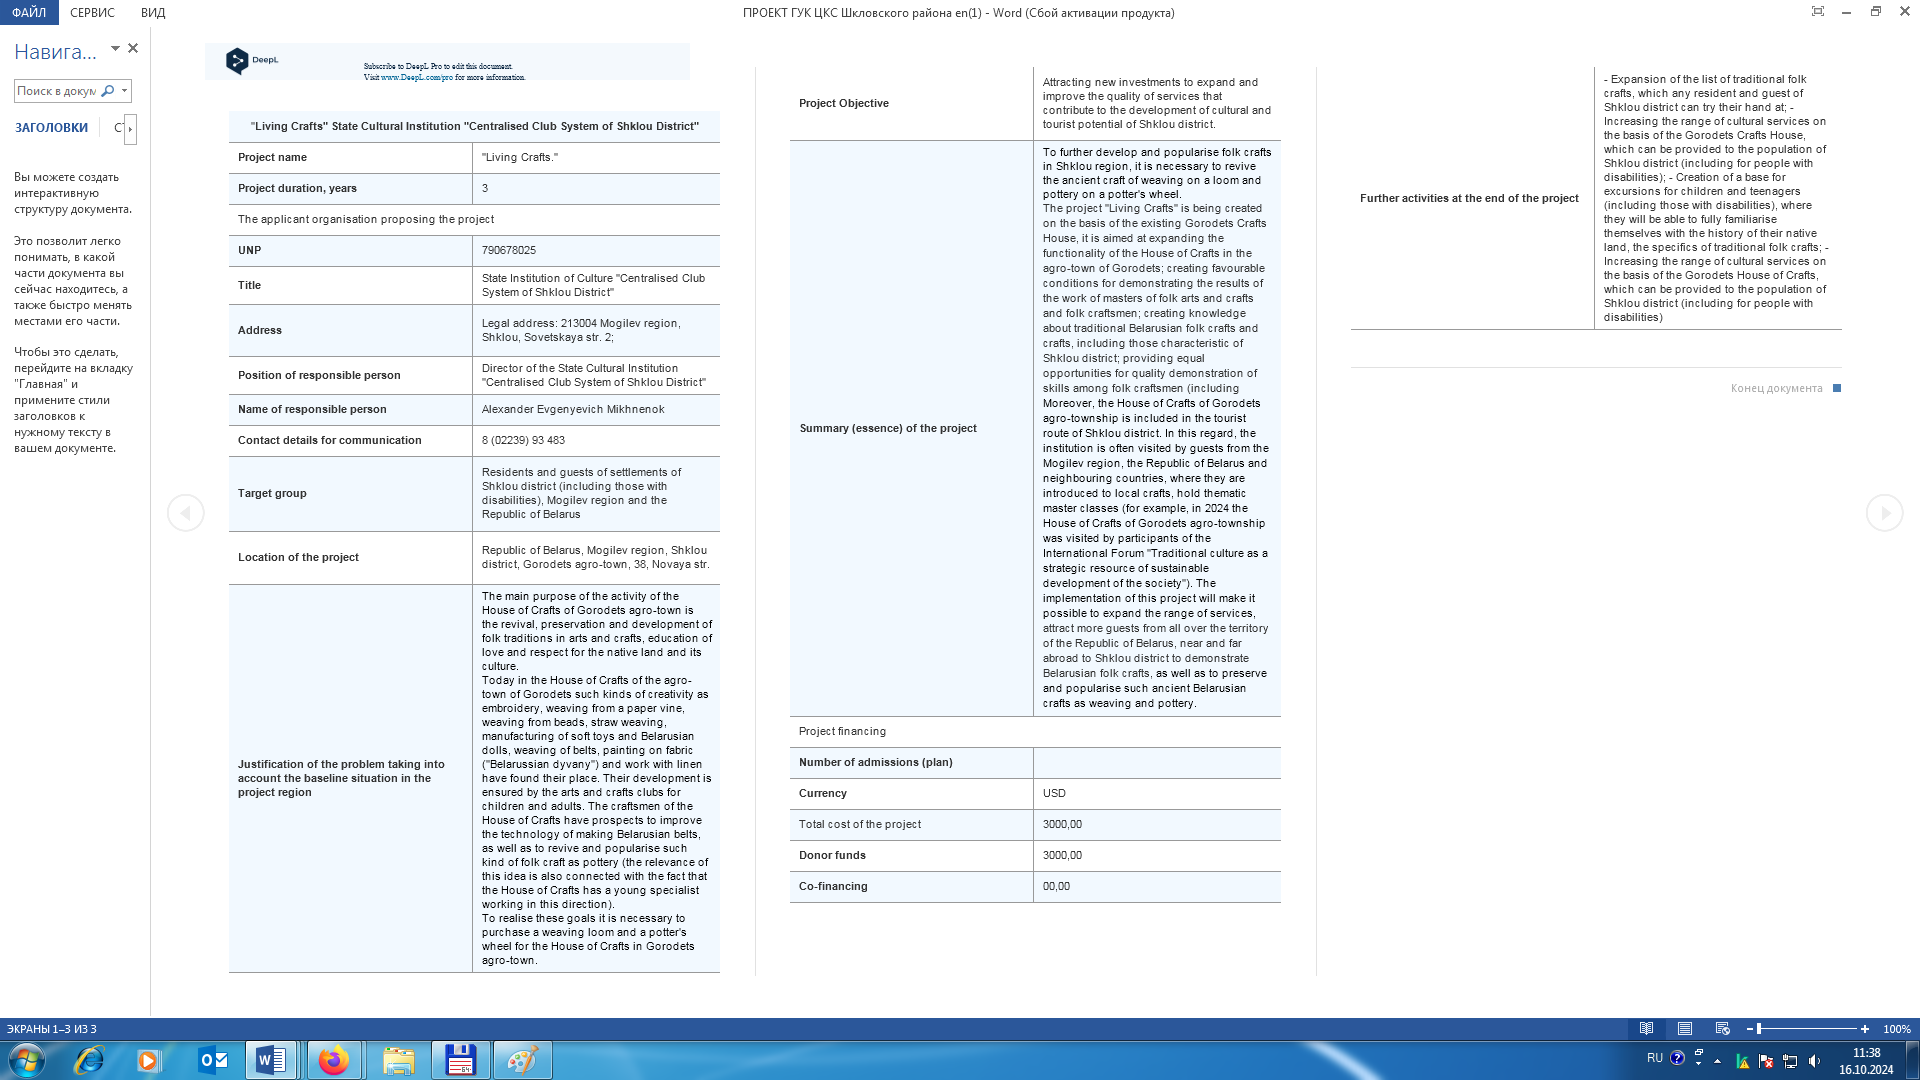 ФАЙЛ СЕРВИС ВИД
ПРОЕКТ ГУК ЦКС Шкловского района en(1) - Word (Сбой активации продукта)
Навига...
Поиск в докум
ЗАГОЛОВКИ
Вы можете создать
интерактивную
структуру документа.
Это позволит легко
понимать, в какой
части документа вы
сейчас находитесь, а
также быстро менять
местами его части.
Чтобы это сделать,
перейдите на вкладку
"Главная" и
примените стили
заголовков к
нужному тексту в
вашем документе.
DeepL
Subscribe to DeepL Pro to edit this document.
Visit www.DeepL.com/pro for more information.
"Living Crafts" State Cultural Institution "Centralised Club System of Shklou District"
Project name
"Living Crafts."
Project duration, years
3
The applicant organisation proposing the project
UNP
790678025
Title
State Institution of Culture "Centralised Club
System of Shklou District"
Address
Legal address: 213004 Mogilev region,
Shklou, Sovetskaya str. 2;
Position of responsible person
Director of the State Cultural Institution
"Centralised Club System of Shklou District"
Name of responsible person
Alexander Evgenyevich Mikhnenok
Contact details for communication
8 (02239) 93 483
Target group
Residents and guests of settlements of
Shklou district (including those with
disabilities), Mogilev region and the
Republic of Belarus
Location of the project
Republic of Belarus, Mogilev region, Shklou
district, Gorodets agro-town, 38, Novaya str.
Justification of the problem taking into
account the baseline situation in the
project region
The main purpose of the activity of the
House of Crafts of Gorodets agro-town is
the revival, preservation and development of
folk traditions in arts and crafts, education of
love and respect for the native land and its
culture.
Today in the House of Crafts of the agro-
town of Gorodets such kinds of creativity as
embroidery, weaving from a paper vine,
weaving from beads, straw weaving,
manufacturing of soft toys and Belarusian
dolls, weaving of belts, painting on fabric
("Belarussian dyvany") and work with linen
have found their place. Their development is
ensured by the arts and crafts clubs for
children and adults. The craftsmen of the
House of Crafts have prospects to improve
the technology of making Belarusian belts,
as well as to revive and popularise such
kind of folk craft as pottery (the relevance of
this idea is also connected with the fact that
the House of Crafts has a young specialist
working in this direction).
To realise these goals it is necessary to
purchase a weaving loom and a potter's
wheel for the House of Crafts in Gorodets
agro-town.
Project Objective
Attracting new investments to expand and
improve the quality of services that
contribute to the development of cultural and
tourist potential of Shklou district.
Summary (essence) of the project
To further develop and popularise folk crafts
in Shklou region, it is necessary to revive
the ancient craft of weaving on a loom and
pottery on a potter's wheel.
The project "Living Crafts" is being created
on the basis of the existing Gorodets Crafts
House, it is aimed at expanding the
functionality of the House of Crafts in the
agro-town of Gorodets; creating favourable
conditions for demonstrating the results of
the work of masters of folk arts and crafts
and folk craftsmen; creating knowledge
about traditional Belarusian folk crafts and
crafts, including those characteristic of
Shklou district; providing equal
opportunities for quality demonstration of
skills among folk craftsmen (including
Moreover, the House of Crafts of Gorodets
agro-township is included in the tourist
route of Shklou district. In this regard, the
institution is often visited by guests from the
Mogilev region, the Republic of Belarus and
neighbouring countries, where they are
introduced to local crafts, hold thematic
master classes (for example, in 2024 the
House of Crafts of Gorodets agro-township
was visited by participants of the
International Forum "Traditional culture as a
strategic resource of sustainable
development of the society"). The
implementation of this project will make it
possible to expand the range of services,
attract more guests from all over the territory
of the Republic of Belarus, near and far
abroad to Shklou district to demonstrate
Belarusian folk crafts, as well as to preserve
and popularise such ancient Belarusian
crafts as weaving and pottery.
Project financing
Number of admissions (plan)
Currency
USD
Total cost of the project
3000,00
Donor funds
3000,00
Co-financing
00,00
Further activities at the end of the project
- Expansion of the list of traditional folk
crafts, which any resident and guest of
Shklou district can try their hand at; -
Increasing the range of cultural services on
the basis of the Gorodets Crafts House,
which can be provided to the population of
Shklou district (including for people with
disabilities); - Creation of a base for
excursions for children and teenagers
(including those with disabilities), where
they will be able to fully familiarise
themselves with the history of their native
land, the specifics of traditional folk crafts; -
Increasing the range of cultural services on
the basis of the Gorodets House of Crafts,
which can be provided to the population of
Shklou district (including for people with
disabilities)
Конец документа
ЭКРАНЫ 1–3 ИЗ 3
100%
RU
11:38
16.10.2024